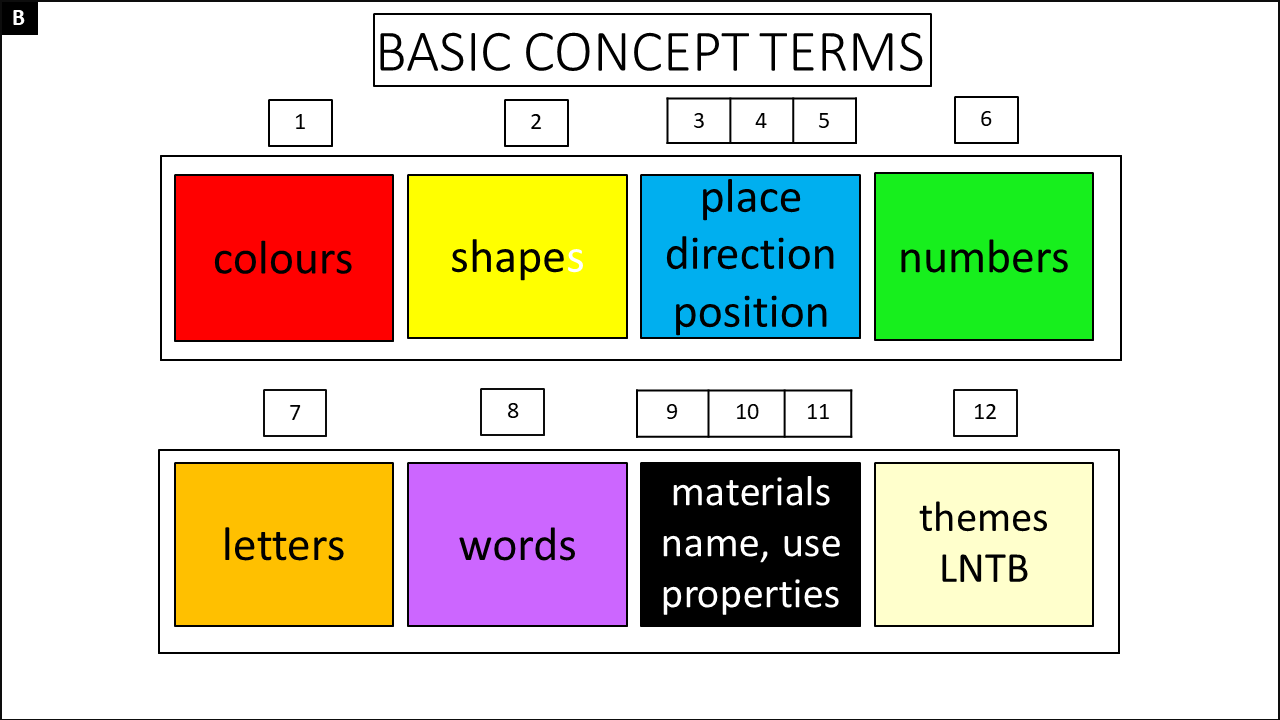 B
BASIC CONCEPT TERMS
1 2 3 4 5 6
colours
shapes
place
direction
position
numbers
7 8 9 10 11 12
letters
words
materials
name, use
properties
themes
LNTB